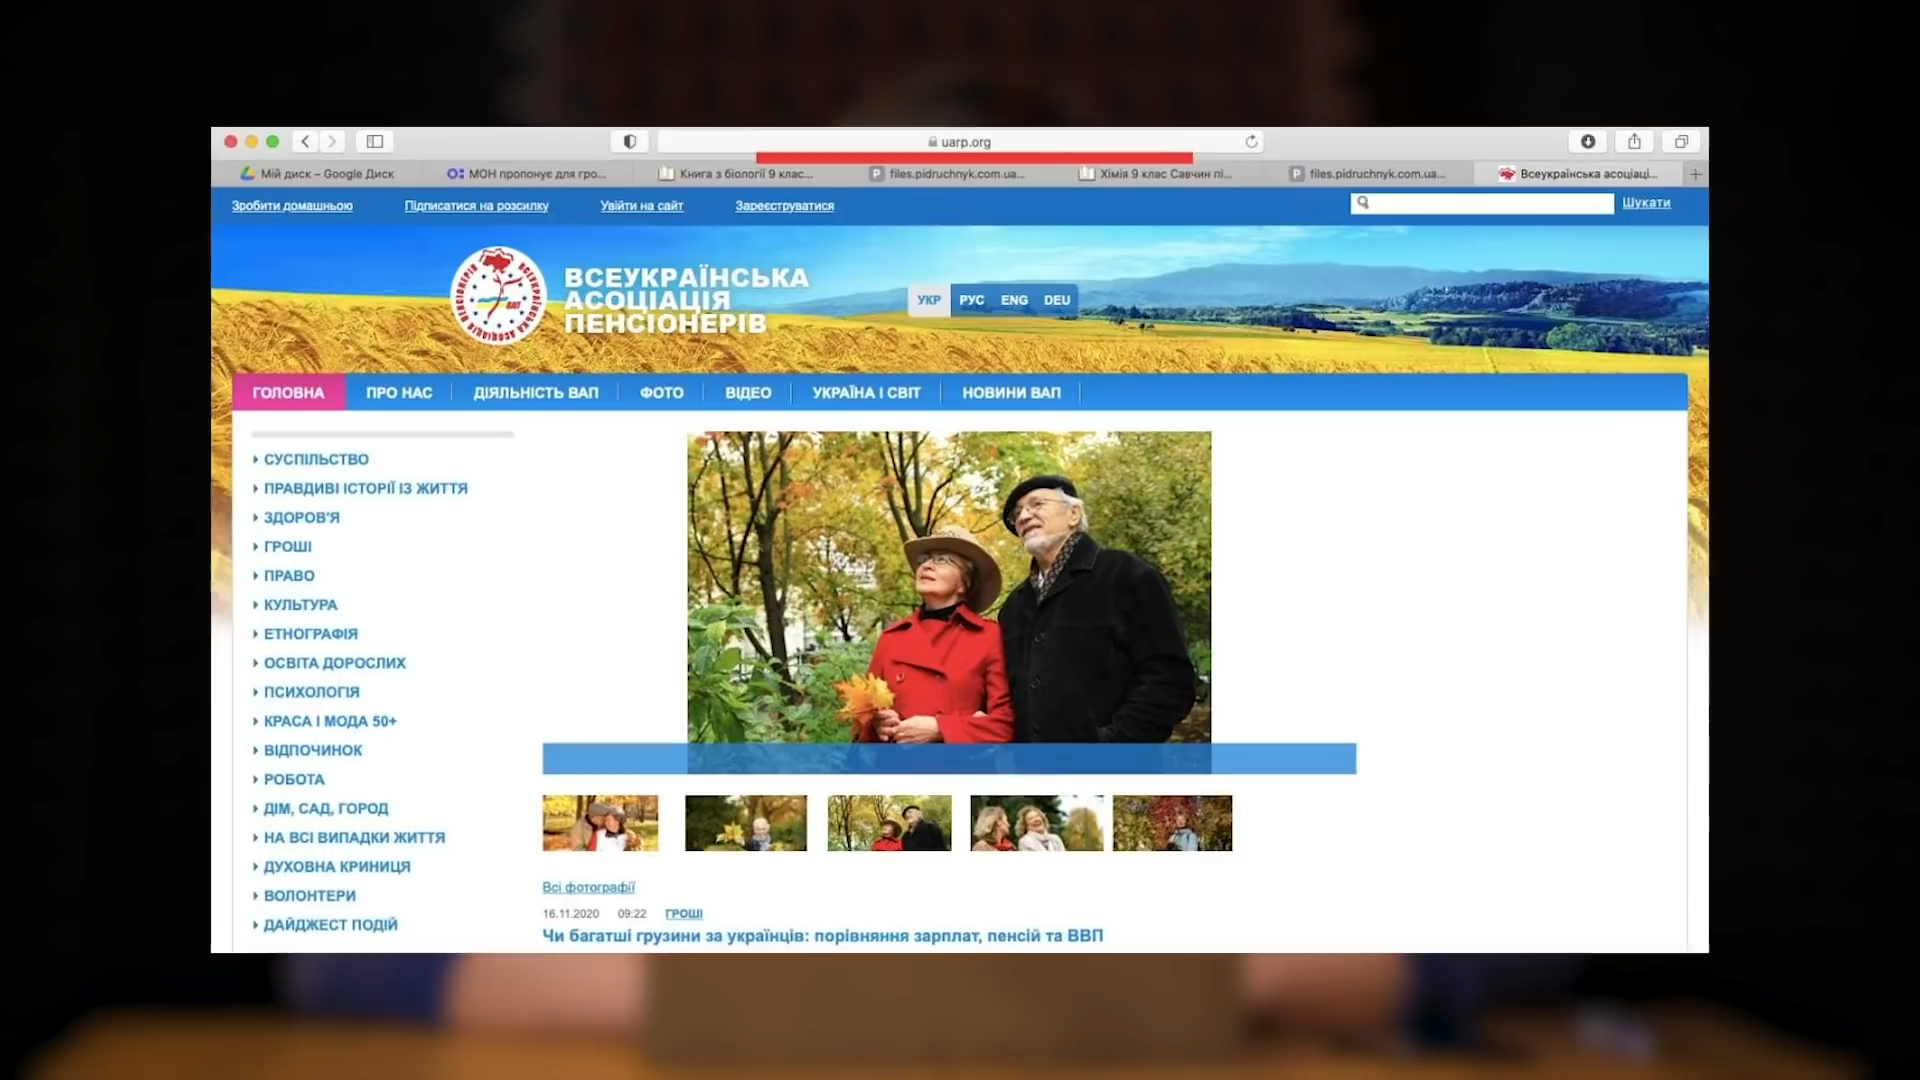 uarp.org
Мій диск – Google Диск
МОН пропонує для гро...
Книга з біології 9 клас...
files.pidruchnyk.com.ua...
Хімія 9 клас Савчин пі...
files.pidruchnyk.com.ua...
Всеукраїнська асоціаці...
Зробити домашньою
Підписатися на розсилку
Увійти на сайт
Зареєструватися
Шукати
ВСЕУКРАЇНСЬКА АСОЦІАЦІЯ ПЕНСІОНЕРІВ
ВАП
ВСЕУКРАЇНСЬКА
АСОЦІАЦІЯ
ПЕНСІОНЕРІВ
УКР РУС ENG DEU
ГОЛОВНА
ПРО НАС
ДІЯЛЬНІСТЬ ВАП
ФОТО
ВІДЕО
УКРАЇНА І СВІТ
НОВИНИ ВАП
СУСПІЛЬСТВО
ПРАВДИВІ ІСТОРІЇ ІЗ ЖИТТЯ
ЗДОРОВ'Я
ГРОШІ
ПРАВО
КУЛЬТУРА
ЕТНОГРАФІЯ
ОСВІТА ДОРОСЛИХ
ПСИХОЛОГІЯ
КРАСА І МОДА 50+
ВІДПОЧИНОК
РОБОТА
ДІМ, САД, ГОРОД
НА ВСІ ВИПАДКИ ЖИТТЯ
ДУХОВНА КРИНИЦЯ
ВОЛОНТЕРИ
ДАЙДЖЕСТ ПОДІЙ
Всі фотографії
16.11.2020 09:22 ГРОШІ
Чи багатші грузини за українців: порівняння зарплат, пенсій та ВВП